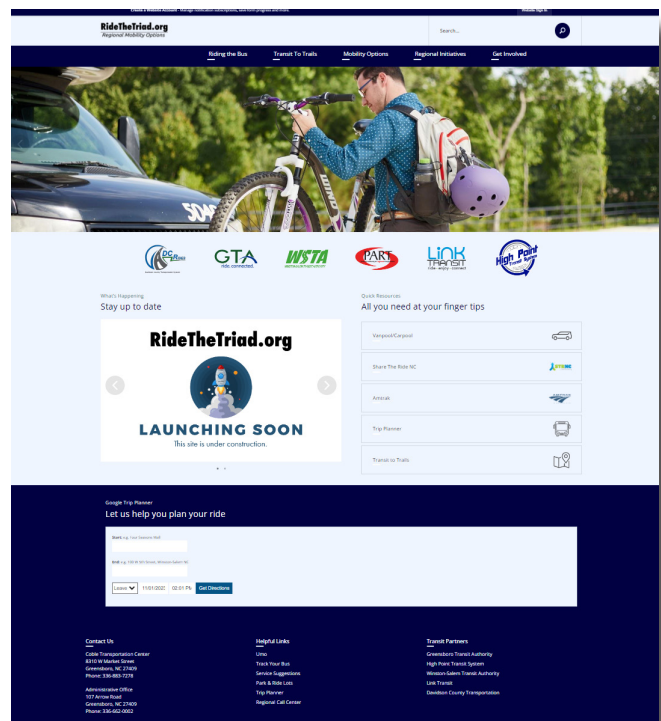 Create a Website Account - Manage notification subscriptions, save form progress and more.
Website Sign In
RideTheTriad.org
Regional Mobility Options
Search...
Riding the Bus
Transit To Trails
Mobility Options
Regional Initiatives
Get Involved
5040
WIND
GTA
ride connected.
WSTA
PART
Link
TRANSIT
ride · enjoy · connect
High Point
Transit System
What's Happening
Stay up to date
RideTheTriad.org
LAUNCHING SOON
This site is under construction.
Quick Resources
All you need at your finger tips
Vanpool/Carpool
Share The Ride NC
Amtrak
Trip Planner
Transit to Trails
Google Trip Planner
Let us help you plan your ride
Start
End
Leave
02:01 PM
Get Directions
Contact Us
Coble Transportation Center
8310 W Market Street
Greensboro, NC 27409
Phone: 336-883-7278
Administrative Office
107 Arrow Road
Greensboro, NC 27409
Phone: 336-662-0002
Helpful Links
Umo
Track Your Bus
Service Suggestions
Park & Ride Lots
Trip Planner
Regional Call Center
Transit Partners
Greensboro Transit Authority
High Point Transit System
Winston-Salem Transit Authority
Link Transit
Davidson County Transportation